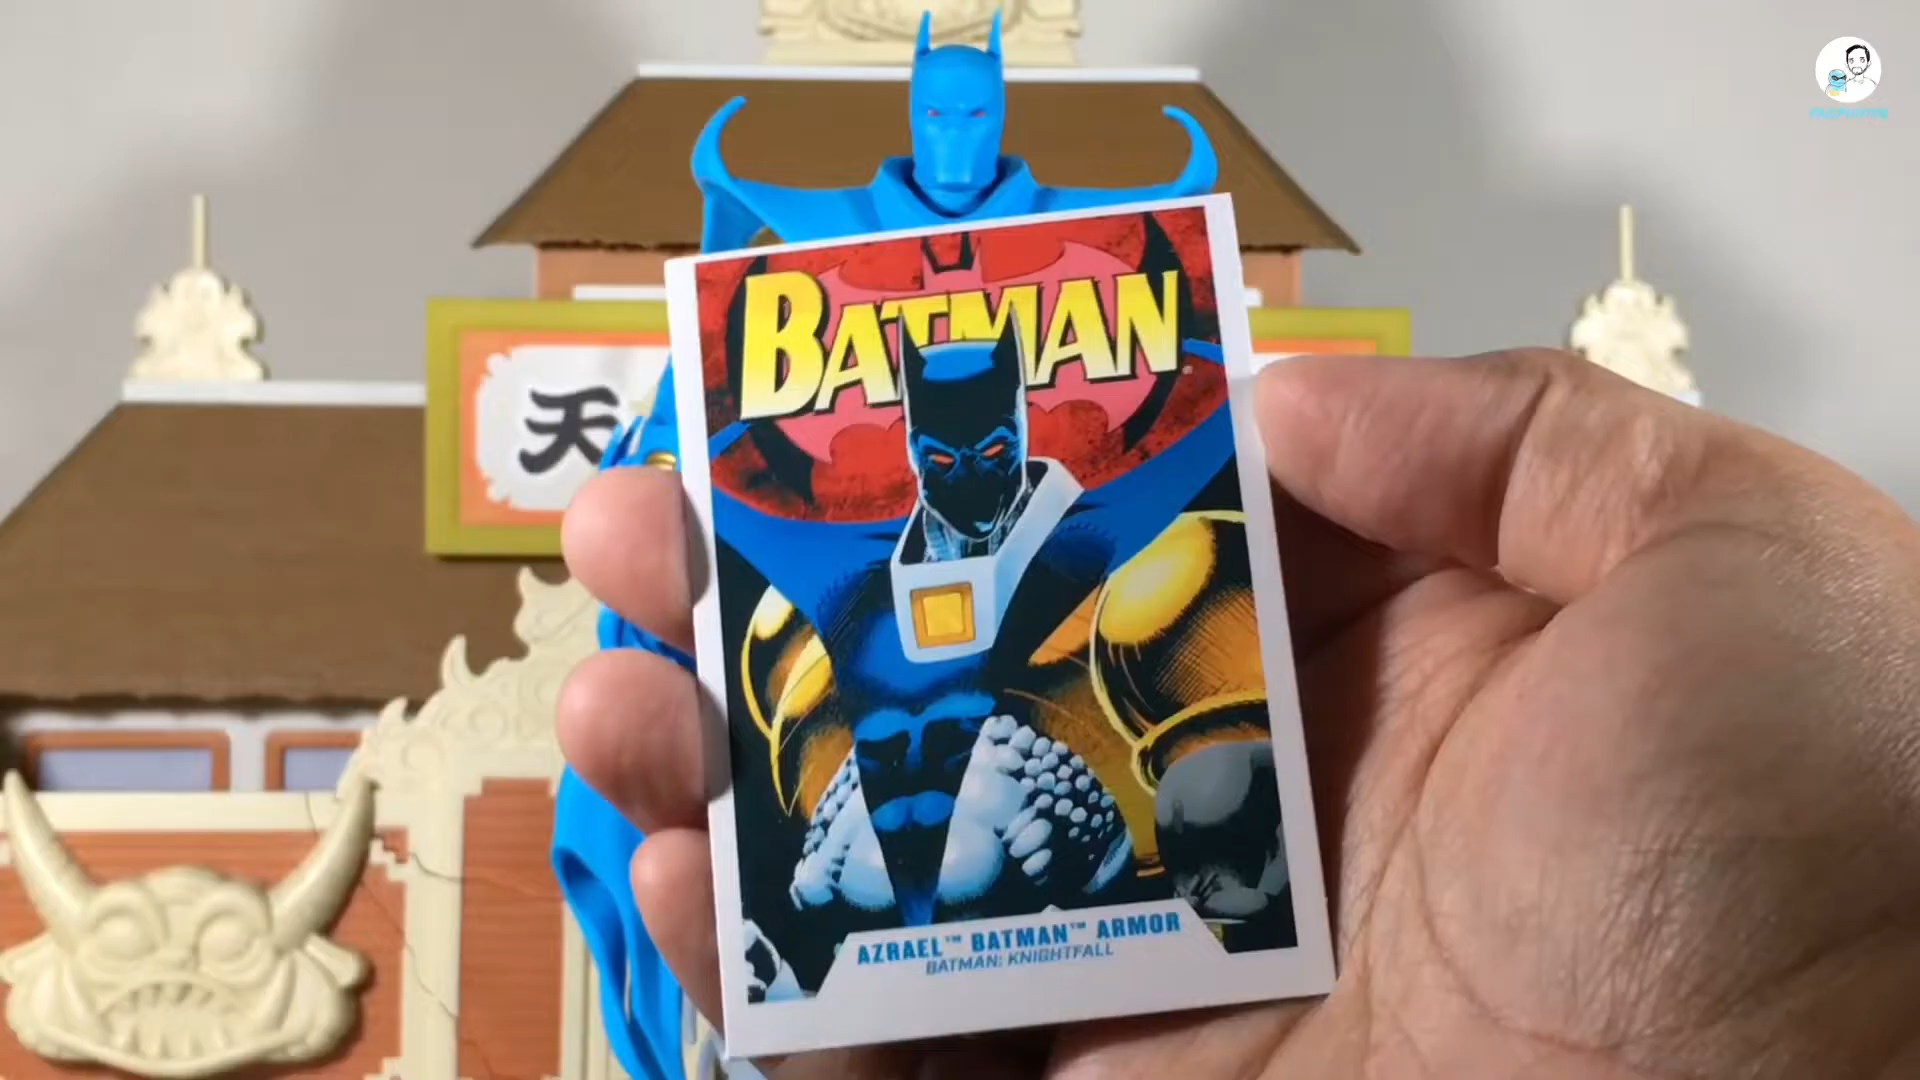 BATMAN
天
AZRAEL™ BATMAN™ ARMOR
BATMAN: KNIGHTFALL